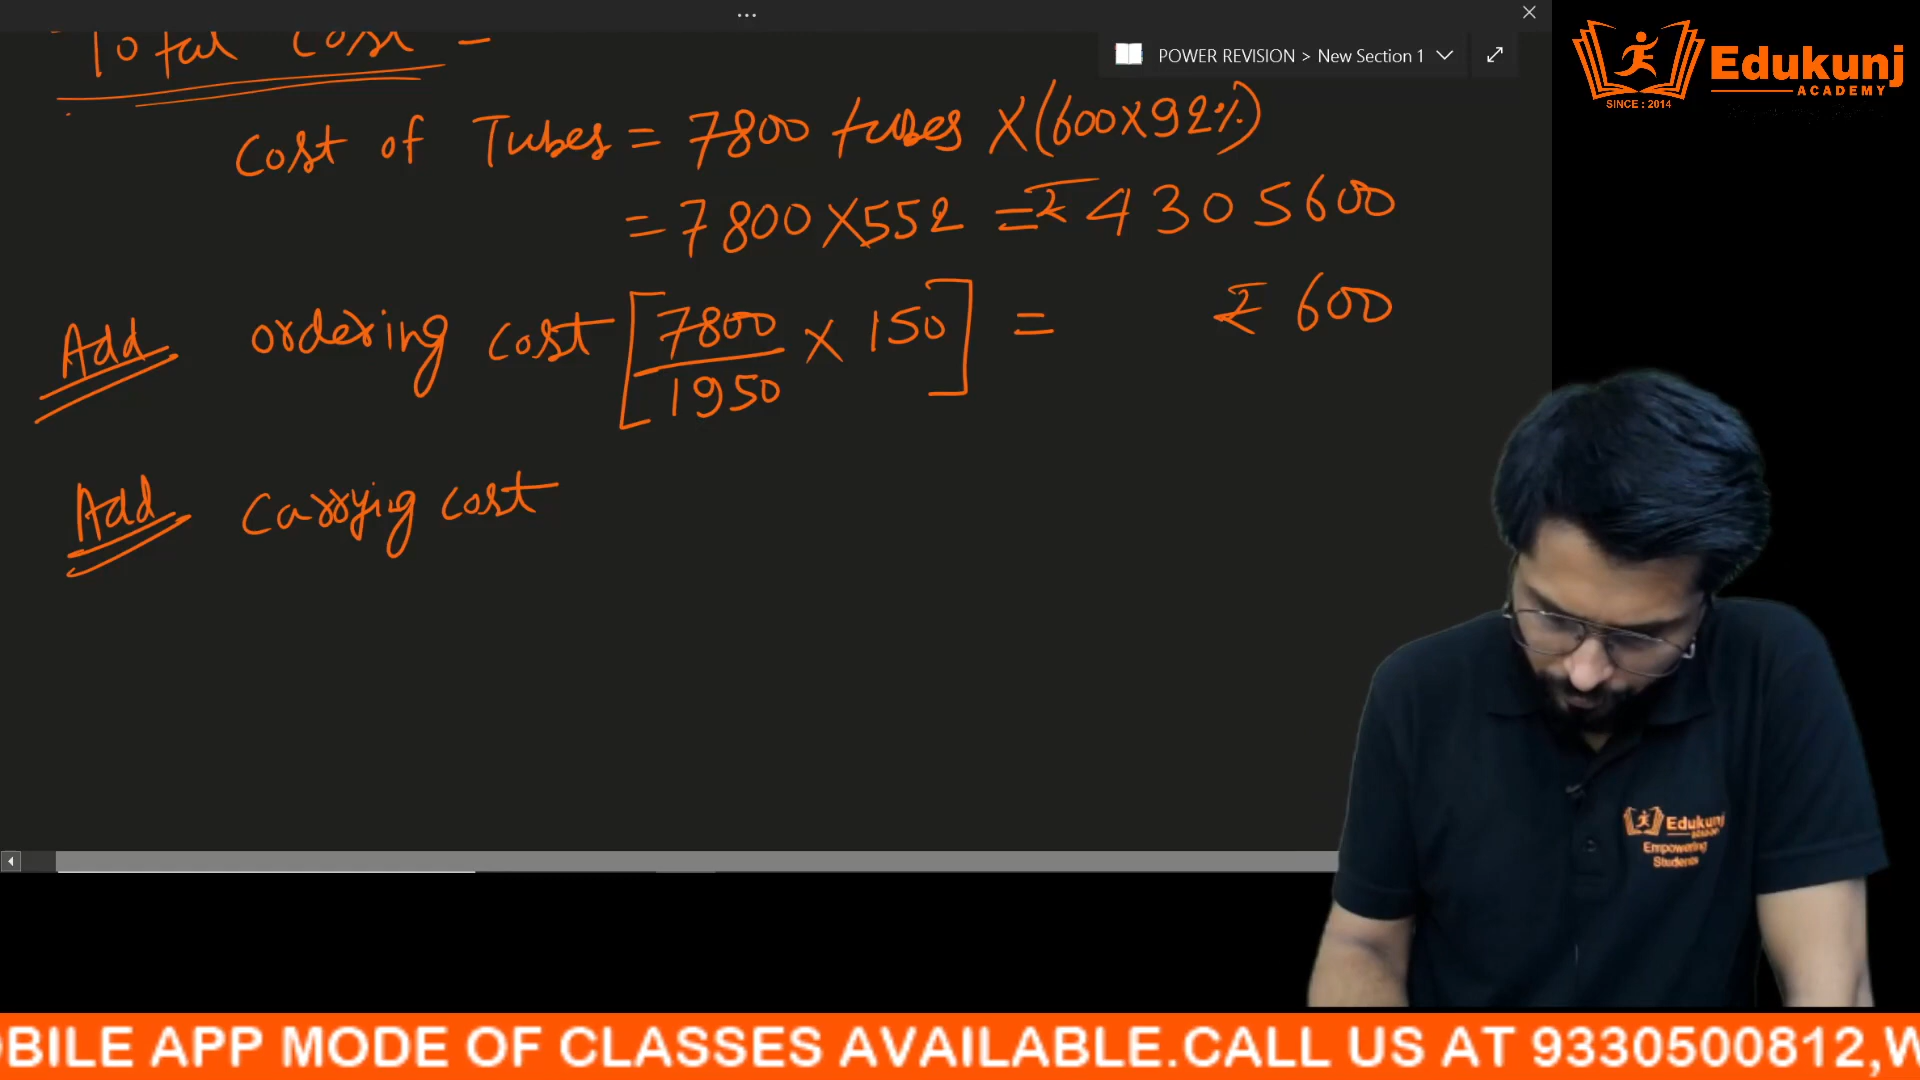 Total Cost =
POWER REVISION > New Section 1
Edukunj
ACADEMY
SINCE : 2014
Cost of Tubes = 7800 tubes X (600X92%)
= 7800 X 552 = ₹ 4305600
Add ordering cost [7800/1950 X 150] = ₹ 600
Add Carrying cost
Edukunj
Empowering
Students
OBILE APP MODE OF CLASSES AVAILABLE.CALL US AT 9330500812,W